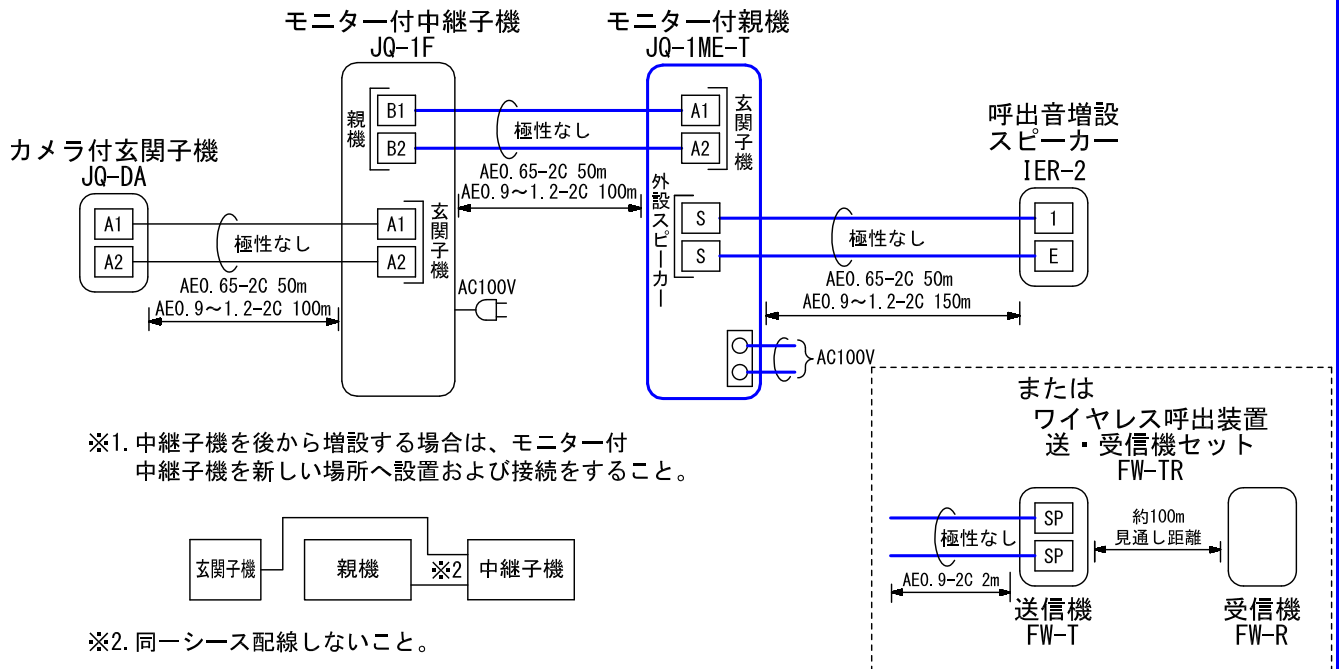 モニター付中継子機
JQ-1F
モニター付親機
JQ-1ME-T
呼出音増設
スピーカー
IER-2
カメラ付玄関子機
JQ-DA
親機
B1
B2
極性なし
AE0.65-2C 50m
AE0.9～1.2-2C 100m
A1
A2
玄関子機
A1
A2
極性なし
AE0.65-2C 50m
AE0.9～1.2-2C 100m
A1
A2
玄関子機
AC100V
外設スピーカー
S
S
極性なし
AE0.65-2C 50m
AE0.9～1.2-2C 150m
1
E
AC100V
※1.中継子機を後から増設する場合は、モニター付
中継子機を新しい場所へ設置および接続をすること。
玄関子機
親機
※2
中継子機
※2.同一シース配線しないこと。
または
ワイヤレス呼出装置
送・受信機セット
FW-TR
極性なし
SP
SP
約100m
見通し距離
AE0.9-2C 2m
送信機
FW-T
受信機
FW-R